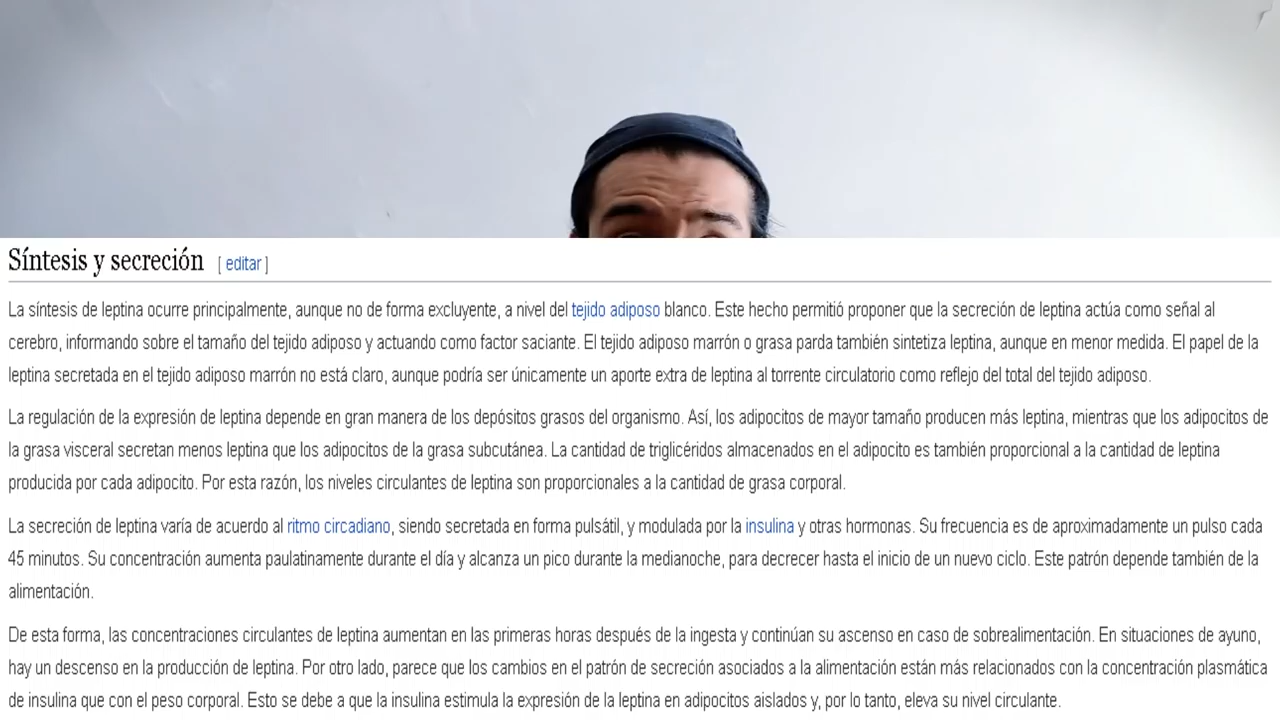 Síntesis y secreción [ editar ]
La síntesis de leptina ocurre principalmente, aunque no de forma excluyente, a nivel del tejido adiposo blanco. Este hecho permitió proponer que la secreción de leptina actúa como señal al
cerebro, informando sobre el tamaño del tejido adiposo y actuando como factor saciante. El tejido adiposo marrón o grasa parda también sintetiza leptina, aunque en menor medida. El papel de la
leptina secretada en el tejido adiposo marrón no está claro, aunque podría ser únicamente un aporte extra de leptina al torrente circulatorio como reflejo del total del tejido adiposo.
La regulación de la expresión de leptina depende en gran manera de los depósitos grasos del organismo. Así, los adipocitos de mayor tamaño producen más leptina, mientras que los adipocitos de
la grasa visceral secretan menos leptina que los adipocitos de la grasa subcutánea. La cantidad de triglicéridos almacenados en el adipocito es también proporcional a la cantidad de leptina
producida por cada adipocito. Por esta razón, los niveles circulantes de leptina son proporcionales a la cantidad de grasa corporal.
La secreción de leptina varía de acuerdo al ritmo circadiano, siendo secretada en forma pulsátil, y modulada por la insulina y otras hormonas. Su frecuencia es de aproximadamente un pulso cada
45 minutos. Su concentración aumenta paulatinamente durante el día y alcanza un pico durante la medianoche, para decrecer hasta el inicio de un nuevo ciclo. Este patrón depende también de la
alimentación.
De esta forma, las concentraciones circulantes de leptina aumentan en las primeras horas después de la ingesta y continúan su ascenso en caso de sobrealimentación. En situaciones de ayuno,
hay un descenso en la producción de leptina. Por otro lado, parece que los cambios en el patrón de secreción asociados a la alimentación están más relacionados con la concentración plasmática
de insulina que con el peso corporal. Esto se debe a que la insulina estimula la expresión de la leptina en adipocitos aislados y, por lo tanto, eleva su nivel circulante.